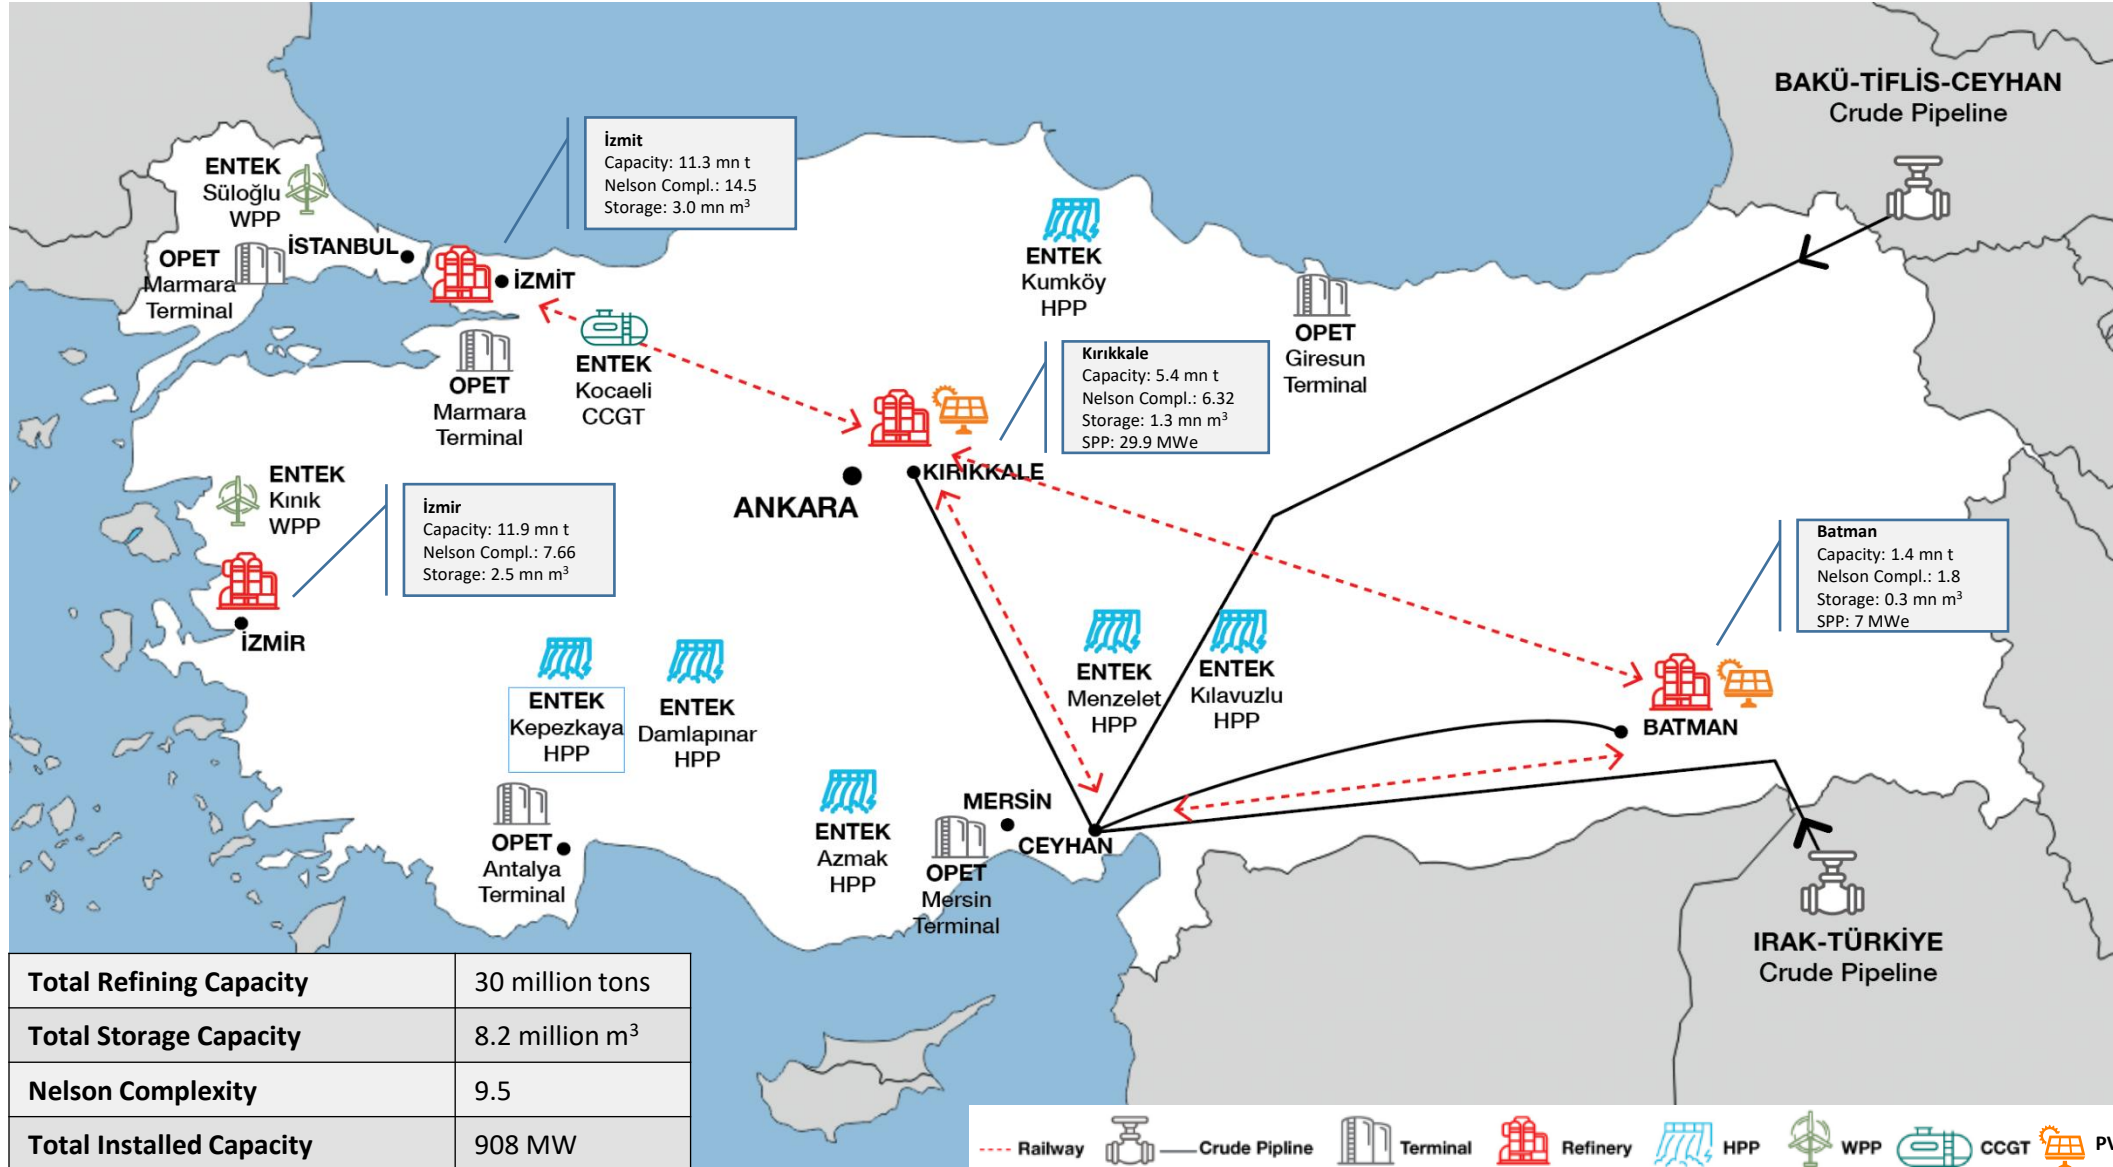 BAKÜ-TİFLİS-CEYHAN
Crude Pipeline
İzmit
Capacity: 11.3 mn t
Nelson Compl.: 14.5
Storage: 3.0 mn m³
ENTEK
Süloğlu
WPP
İSTANBUL
OPET
Marmara
Terminal
İZMİT
ENTEK
Kumköy
HPP
OPET
Giresun
Terminal
OPET
Marmara
Terminal
ENTEK
Kocaeli
CCGT
Kırıkkale
Capacity: 5.4 mn t
Nelson Compl.: 6.32
Storage: 1.3 mn m³
SPP: 29.9 MWe
KIRIKKALE
ANKARA
ENTEK
Kınık
WPP
İzmir
Capacity: 11.9 mn t
Nelson Compl.: 7.66
Storage: 2.5 mn m³
İZMİR
Batman
Capacity: 1.4 mn t
Nelson Compl.: 1.8
Storage: 0.3 mn m³
SPP: 7 MWe
BATMAN
ENTEK
Kepezkaya
HPP
ENTEK
Damlapınar
HPP
ENTEK
Menzelet
HPP
ENTEK
Kılavuzlu
HPP
OPET
Antalya
Terminal
ENTEK
Azmak
HPP
MERSİN
CEYHAN
OPET
Mersin
Terminal
IRAK-TÜRKİYE
Crude Pipeline
Total Refining Capacity 30 million tons
Total Storage Capacity 8.2 million m³
Nelson Complexity 9.5
Total Installed Capacity 908 MW
Railway Crude Pipline Terminal Refinery HPP WPP CCGT